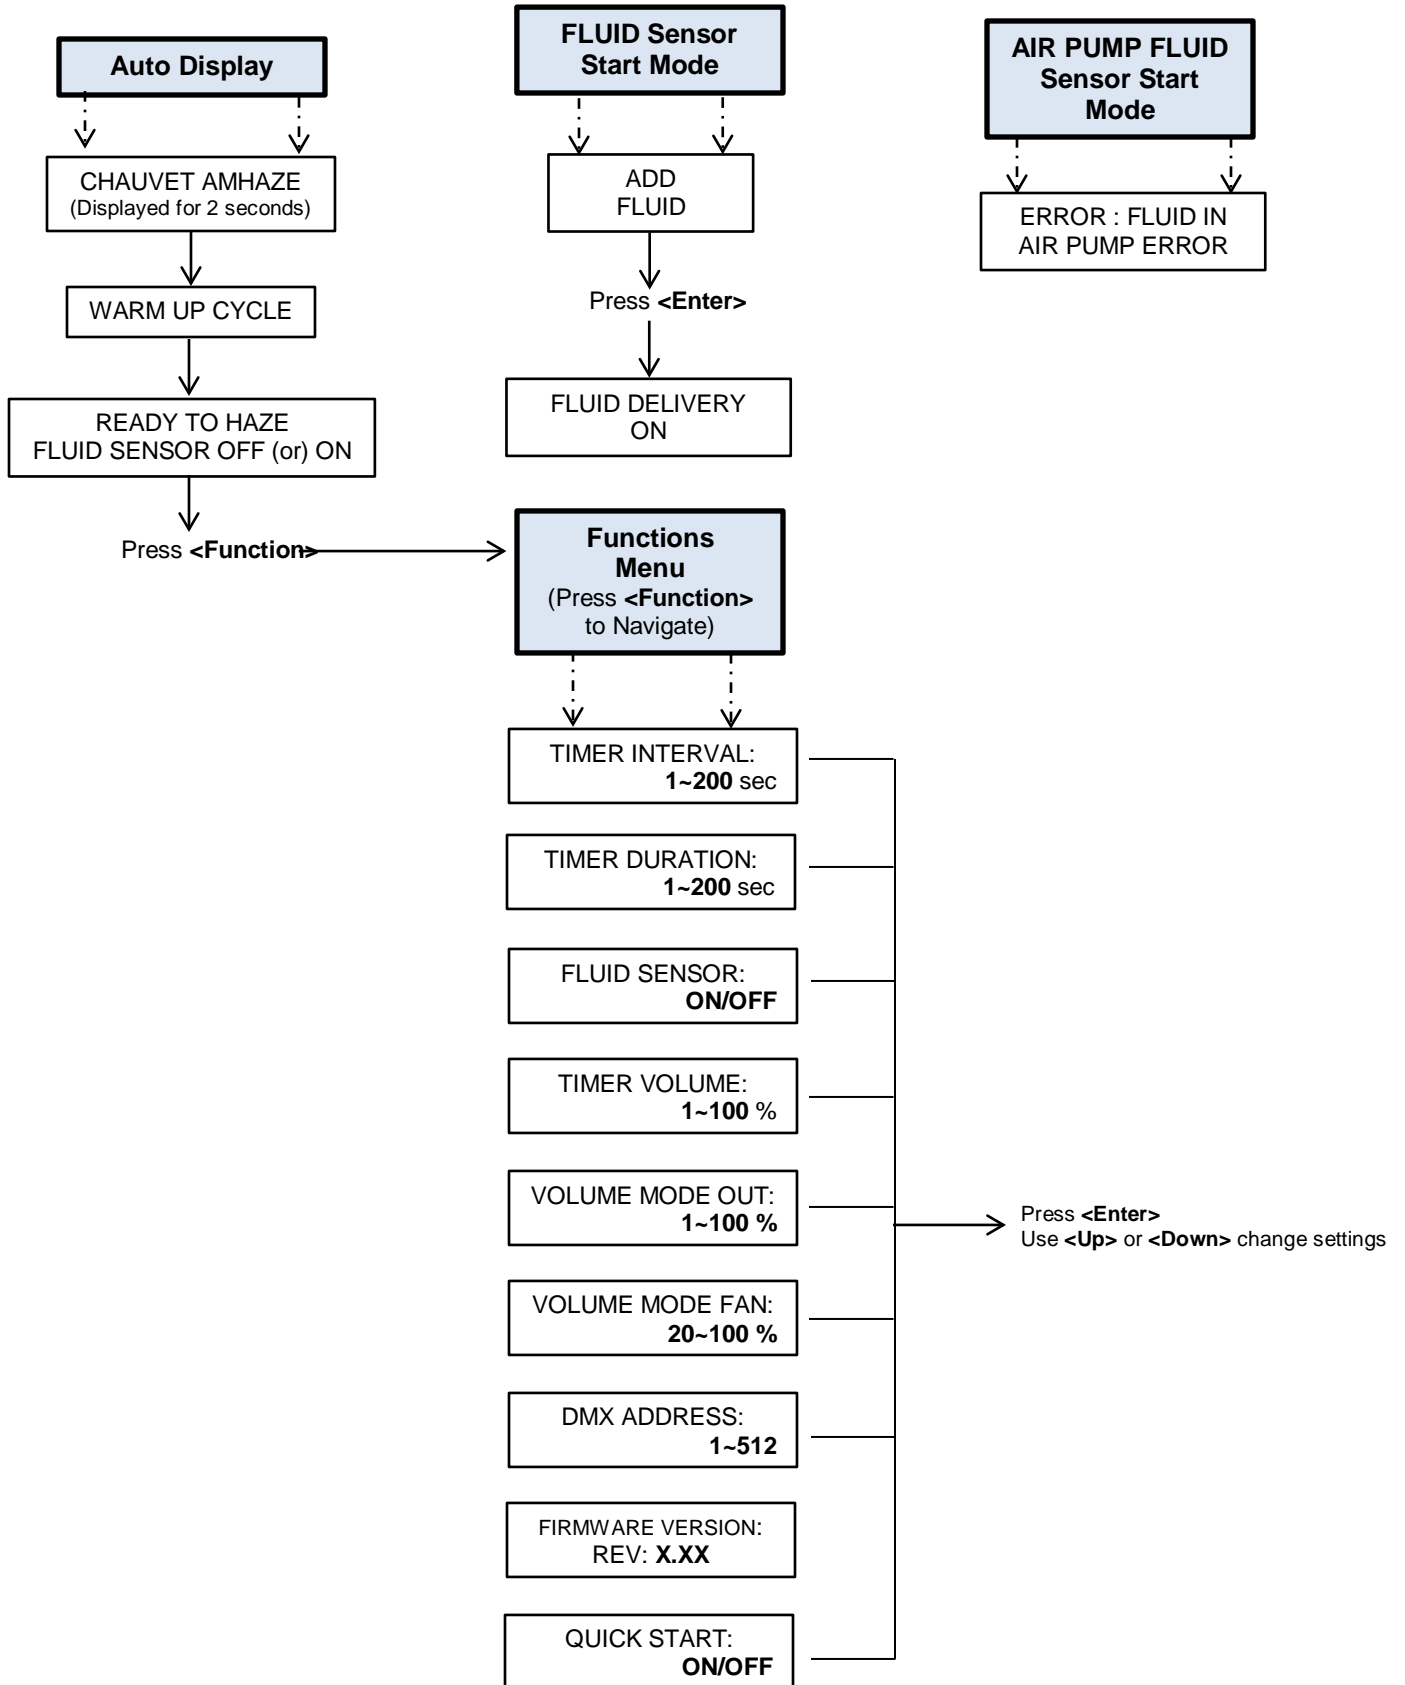 Auto Display
CHAUVET AMHAZE
(Displayed for 2 seconds)
WARM UP CYCLE
READY TO HAZE
FLUID SENSOR OFF (or) ON
Press <Function>
FLUID Sensor
Start Mode
ADD
FLUID
Press <Enter>
FLUID DELIVERY
ON
AIR PUMP FLUID
Sensor Start
Mode
ERROR : FLUID IN
AIR PUMP ERROR
Functions
Menu
(Press <Function>
to Navigate)
TIMER INTERVAL:
1~200 sec
TIMER DURATION:
1~200 sec
FLUID SENSOR:
ON/OFF
TIMER VOLUME:
1~100 %
VOLUME MODE OUT:
1~100 %
VOLUME MODE FAN:
20~100 %
DMX ADDRESS:
1~512
FIRMWARE VERSION:
REV: X.XX
QUICK START:
ON/OFF
Press <Enter>
Use <Up> or <Down> change settings